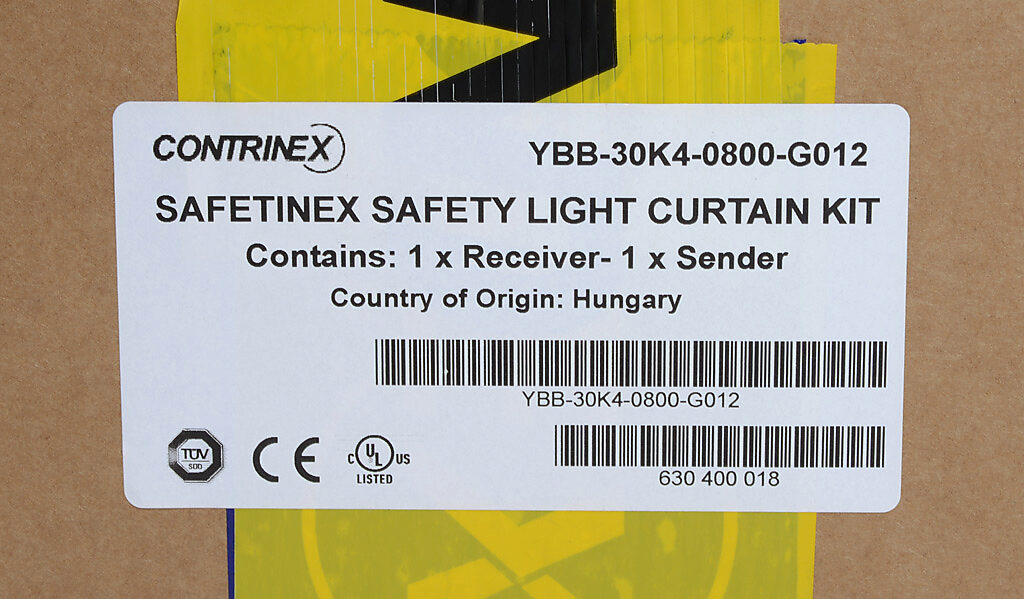 CONTRINEX
YBB-30K4-0800-G012
SAFETINEX SAFETY LIGHT CURTAIN KIT
Contains: 1 x Receiver- 1 x Sender
Country of Origin: Hungary
YBB-30K4-0800-G012
TÜV
SÜD
CE
C UL US
LISTED
630 400 018